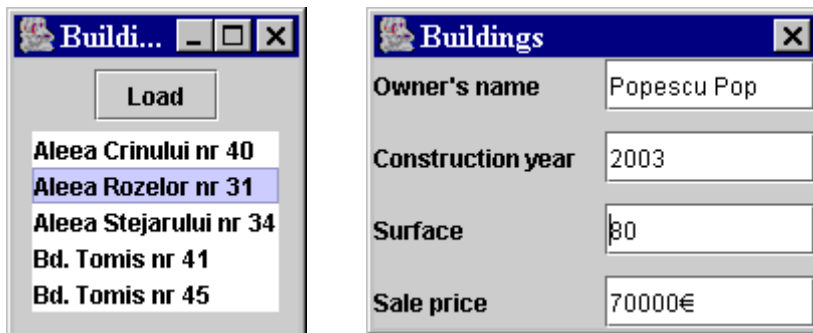 Buildi...
Load
Aleea Crinului nr 40
Aleea Rozelor nr 31
Aleea Stejarului nr 34
Bd. Tomis nr 41
Bd. Tomis nr 45
Buildings
Owner's name Popescu Pop
Construction year 2003
Surface 80
Sale price 70000€